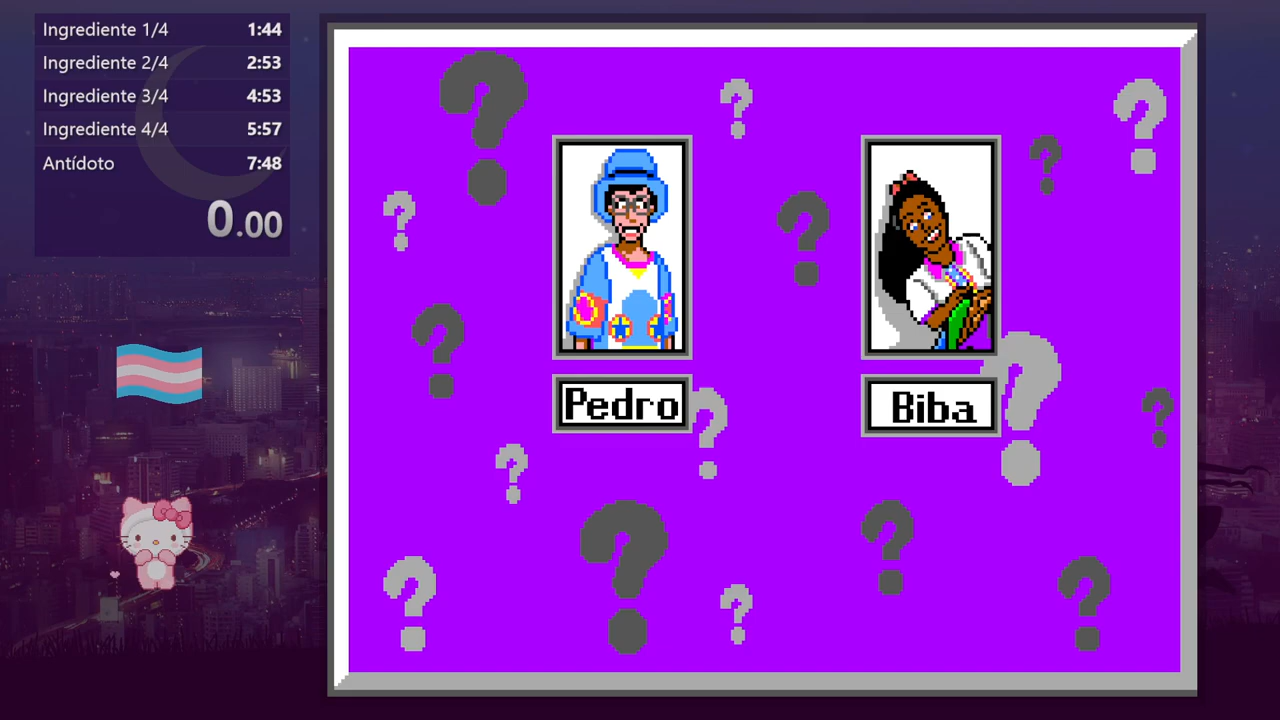 Ingrediente 1/4 1:44
Ingrediente 2/4 2:53
Ingrediente 3/4 4:53
Ingrediente 4/4 5:57
Antídoto 7:48
0.00
Pedro
Biba